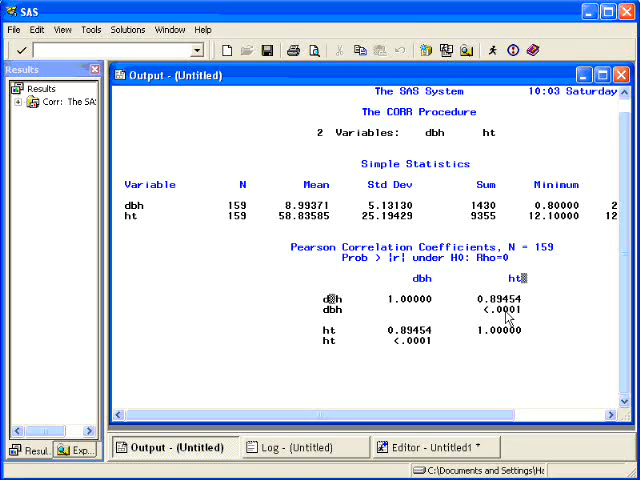 SAS
File Edit View Tools Solutions Window Help
Results
Output - (Untitled)
Results
Corr: The SA
The SAS System 10:03 Saturday
The CORR Procedure
2 Variables: dbh ht
Simple Statistics
Variable N Mean Std Dev Sum Minimum
dbh 159 8.99371 5.13130 1430 0.80000 2
ht 159 58.83585 25.19429 9355 12.10000 12
Pearson Correlation Coefficients, N = 159
Prob > |r| under H0: Rho=0
dbh ht
dbh 1.00000 0.89454
dbh <.0001
ht 0.89454 1.00000
ht <.0001
Resul... Exp...
Output - (Untitled) Log - (Untitled) Editor - Untitled1 *
C:\Documents and Settings\Ha